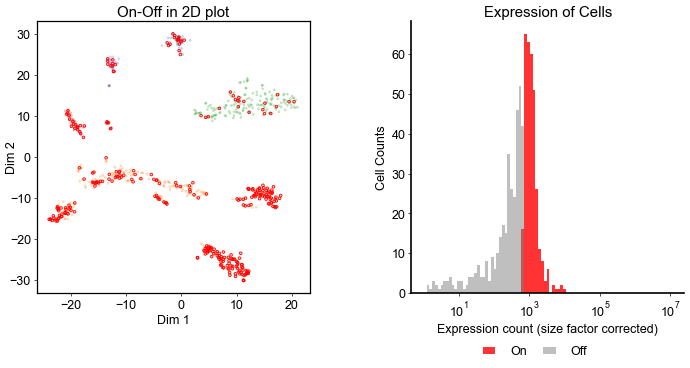 On-Off in 2D plot
30
20
10
0
−10
−20
−30
Dim 2
−20 −10 0 10 20
Dim 1
Expression of Cells
60
50
40
30
20
10
0
Cell Counts
10^1 10^3 10^5 10^7
Expression count (size factor corrected)
On Off